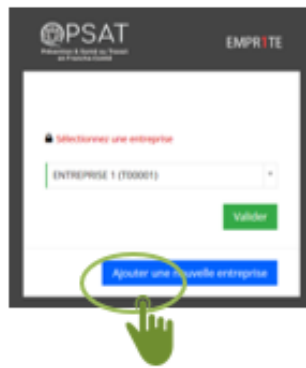 OPSAT
Prévention & Santé au Travail
en Franche-Comté
EMPR1TE
Sélectionnez une entreprise
ENTREPRISE 1 (T00001)
Valider
Ajouter une nouvelle entreprise